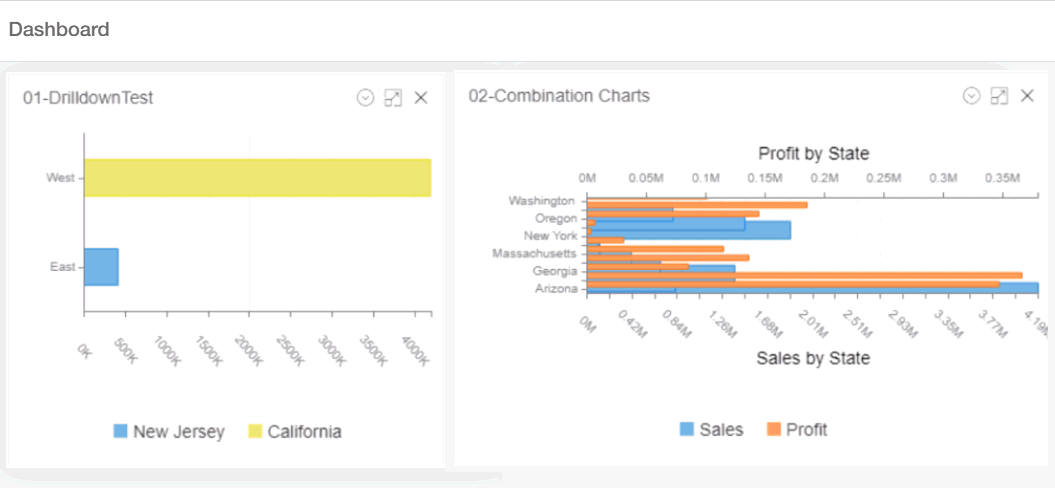 Dashboard
01-DrilldownTest
West
East
0K 500K 1000K 1500K 2000K 2500K 3000K 3500K 4000K
New Jersey California
02-Combination Charts
Profit by State
0M 0.05M 0.1M 0.15M 0.2M 0.25M 0.3M 0.35M
Washington
Oregon
New York
Massachusetts
Georgia
Arizona
0M 0.42M 0.84M 1.26M 1.68M 2.01M 2.51M 2.93M 3.35M 3.77M 4.19M
Sales by State
Sales Profit